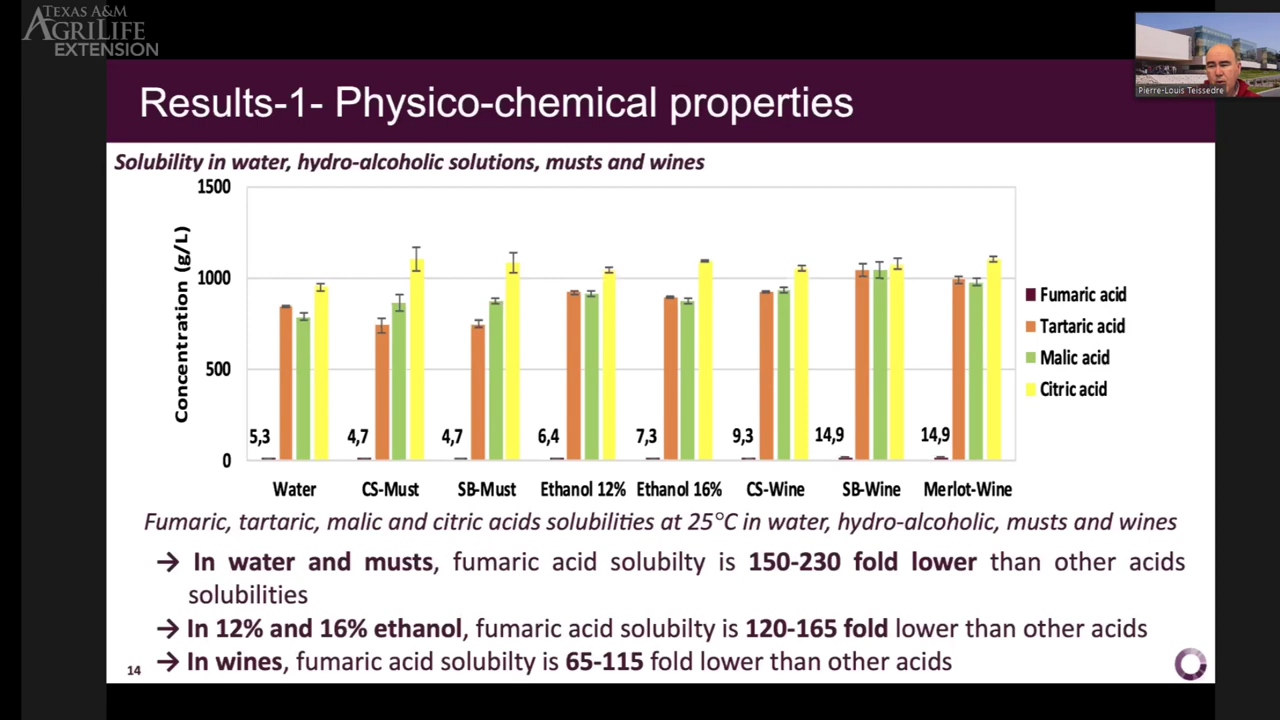 TEXAS A&M
AGRILIFE
EXTENSION
Pierre-Louis Teissedre
Results-1- Physico-chemical properties
Solubility in water, hydro-alcoholic solutions, musts and wines
Concentration (g/L)
1500
1000
500
0
5,3
4,7
4,7
6,4
7,3
9,3
14,9
14,9
Water
CS-Must
SB-Must
Ethanol 12%
Ethanol 16%
CS-Wine
SB-Wine
Merlot-Wine
Fumaric acid
Tartaric acid
Malic acid
Citric acid
Fumaric, tartaric, malic and citric acids solubilities at 25°C in water, hydro-alcoholic, musts and wines
→ In water and musts, fumaric acid solubilty is 150-230 fold lower than other acids
solubilities
→ In 12% and 16% ethanol, fumaric acid solubilty is 120-165 fold lower than other acids
→ In wines, fumaric acid solubilty is 65-115 fold lower than other acids
14